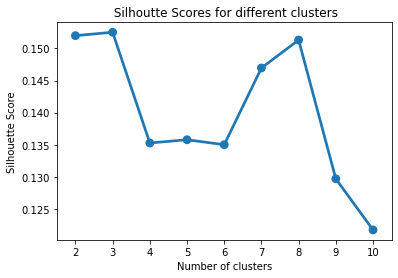 Silhoutte Scores for different clusters
0.150
0.145
0.140
0.135
0.130
0.125
Silhouette Score
2 3 4 5 6 7 8 9 10
Number of clusters